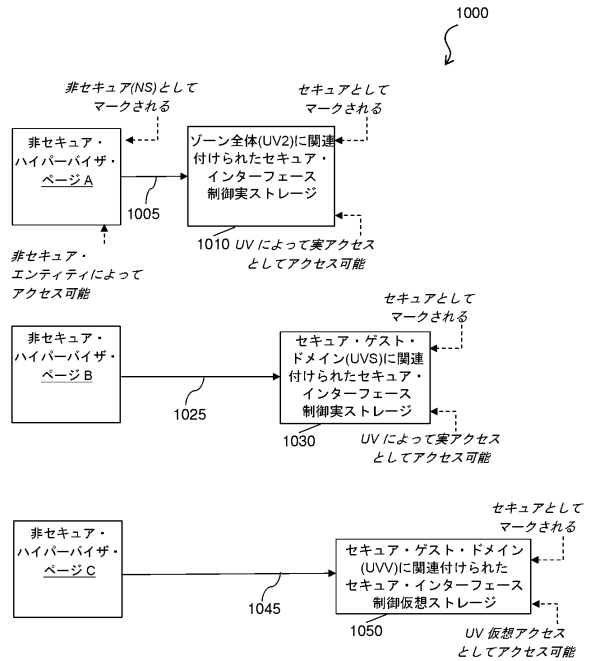 1000
非セキュア(NS)として
マークされる
セキュアとして
マークされる
非セキュア・
ハイパーバイザ・
ページ A
1005
ゾーン全体(UV2)に関連
付けられたセキュア・
インターフェース
制御実ストレージ
1010
UV によって実アクセス
としてアクセス可能
非セキュア・
エンティティによって
アクセス可能
セキュアとして
マークされる
非セキュア・
ハイパーバイザ・
ページ B
1025
セキュア・ゲスト・
ドメイン(UVS)に関連
付けられたセキュア・
インターフェース
制御実ストレージ
1030
UV によって実アクセス
としてアクセス可能
セキュアとして
マークされる
非セキュア・
ハイパーバイザ・
ページ C
1045
セキュア・ゲスト・ドメイン
(UVV)に関連付けられた
セキュア・インターフェース
制御仮想ストレージ
1050
UV 仮想アクセス
としてアクセス可能